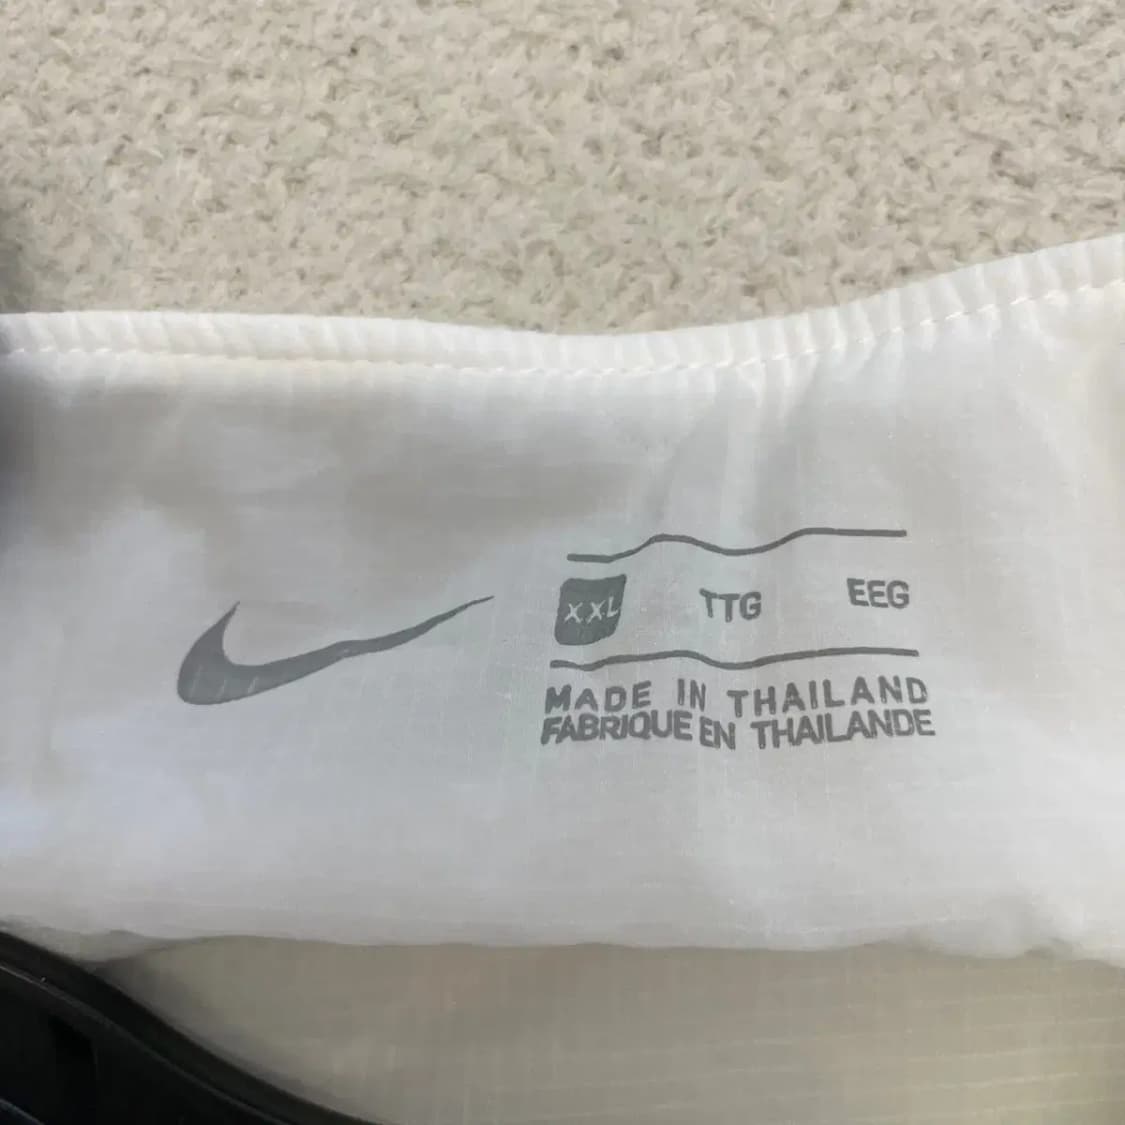 XXL TTG EEG
MADE IN THAILAND
FABRIQUE EN THAILANDE